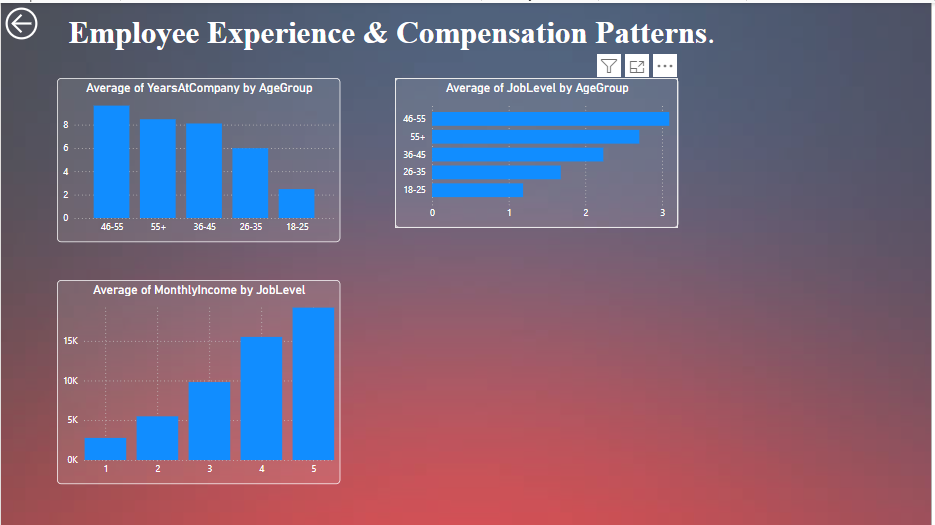 Employee Experience & Compensation Patterns.
Average of YearsAtCompany by AgeGroup
8
6
4
2
0
46-55 55+ 36-45 26-35 18-25
Average of JobLevel by AgeGroup
46-55
55+
36-45
26-35
18-25
0 1 2 3
Average of MonthlyIncome by JobLevel
15K
10K
5K
0K
1 2 3 4 5